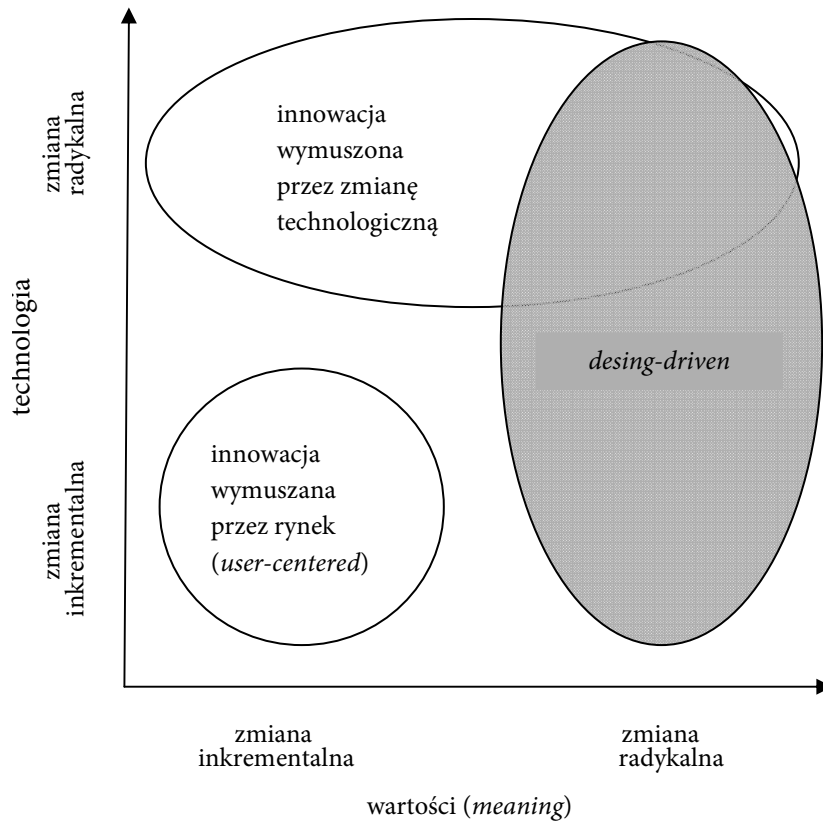 zmiana
radykalna
innowacja
wymuszona
przez zmianę
technologiczną
technologia
desing-driven
zmiana
inkrementalna
innowacja
wymuszana
przez rynek
(user-centered)
zmiana
inkrementalna
zmiana
radykalna
wartości (meaning)